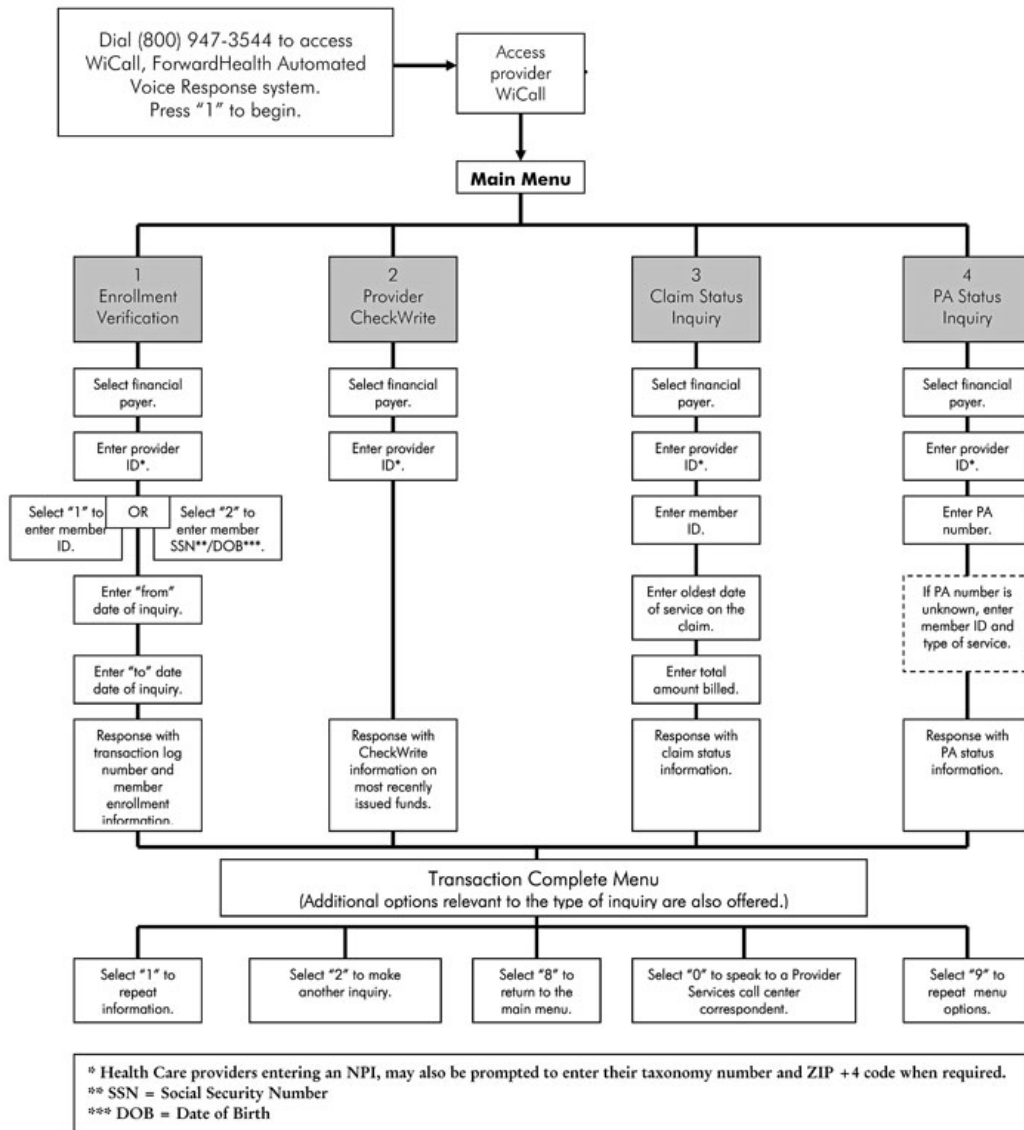 Dial (800) 947-3544 to access
WiCall, ForwardHealth Automated
Voice Response system.
Press "1" to begin.
Access
provider
WiCall
Main Menu
1
Enrollment
Verification
Select financial
payer.
Enter provider
ID*.
Select "1" to
enter member
ID.
OR
Select "2" to
enter member
SSN**/DOB***.
Enter "from"
date of inquiry.
Enter "to" date
date of inquiry.
Response with
transaction log
number and
member
enrollment
information.
2
Provider
CheckWrite
Select financial
payer.
Enter provider
ID*.
Response with
CheckWrite
information on
most recently
issued funds.
3
Claim Status
Inquiry
Select financial
payer.
Enter provider
ID*.
Enter member
ID.
Enter oldest date
of service on the
claim.
Enter total
amount billed.
Response with
claim status
information.
4
PA Status
Inquiry
Select financial
payer.
Enter provider
ID*.
Enter PA
number.
If PA number is
unknown, enter
member ID and
type of service.
Response with
PA status
information.
Transaction Complete Menu
(Additional options relevant to the type of inquiry are also offered.)
Select "1" to
repeat
information.
Select "2" to make
another inquiry.
Select "8" to
return to the
main menu.
Select "0" to speak to a Provider
Services call center
correspondent.
Select "9" to
repeat menu
options.
* Health Care providers entering an NPI, may also be prompted to enter their taxonomy number and ZIP +4 code when required.
** SSN = Social Security Number
*** DOB = Date of Birth